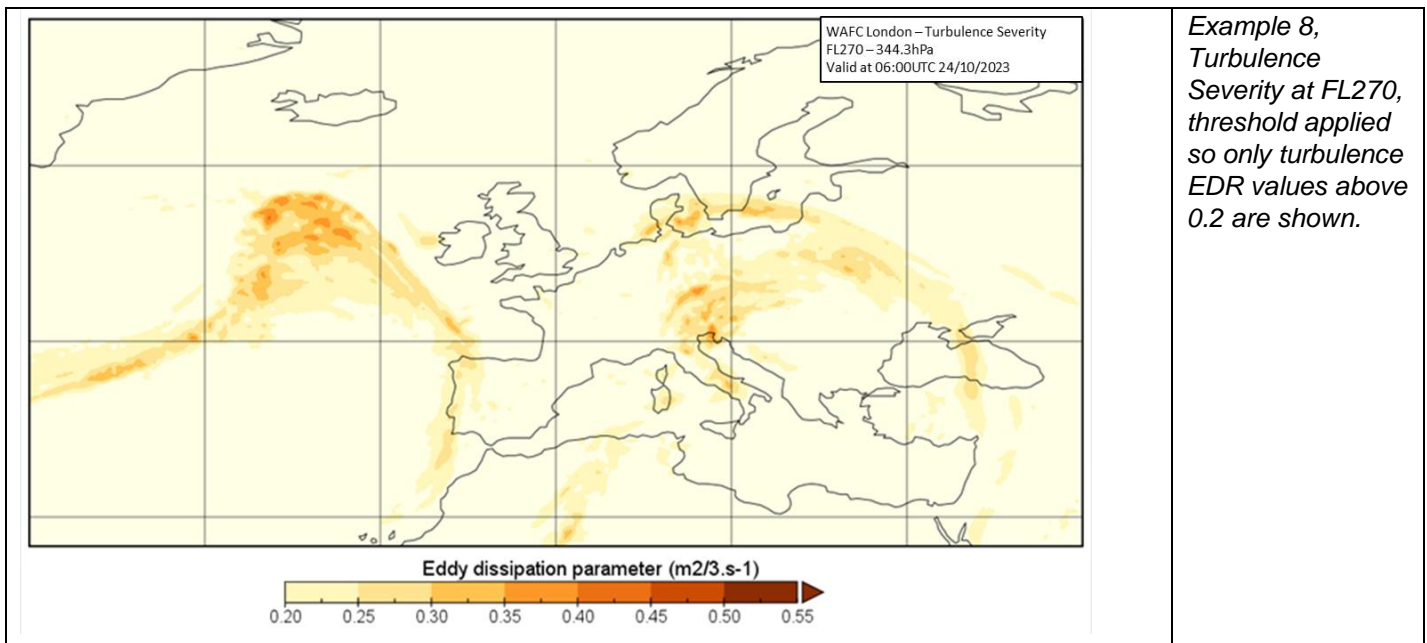 WAFC London – Turbulence Severity
FL270 – 344.3hPa
Valid at 06:00UTC 24/10/2023
Example 8,
Turbulence
Severity at FL270,
threshold applied
so only turbulence
EDR values above
0.2 are shown.
Eddy dissipation parameter (m2/3.s-1)
0.20 0.25 0.30 0.35 0.40 0.45 0.50 0.55